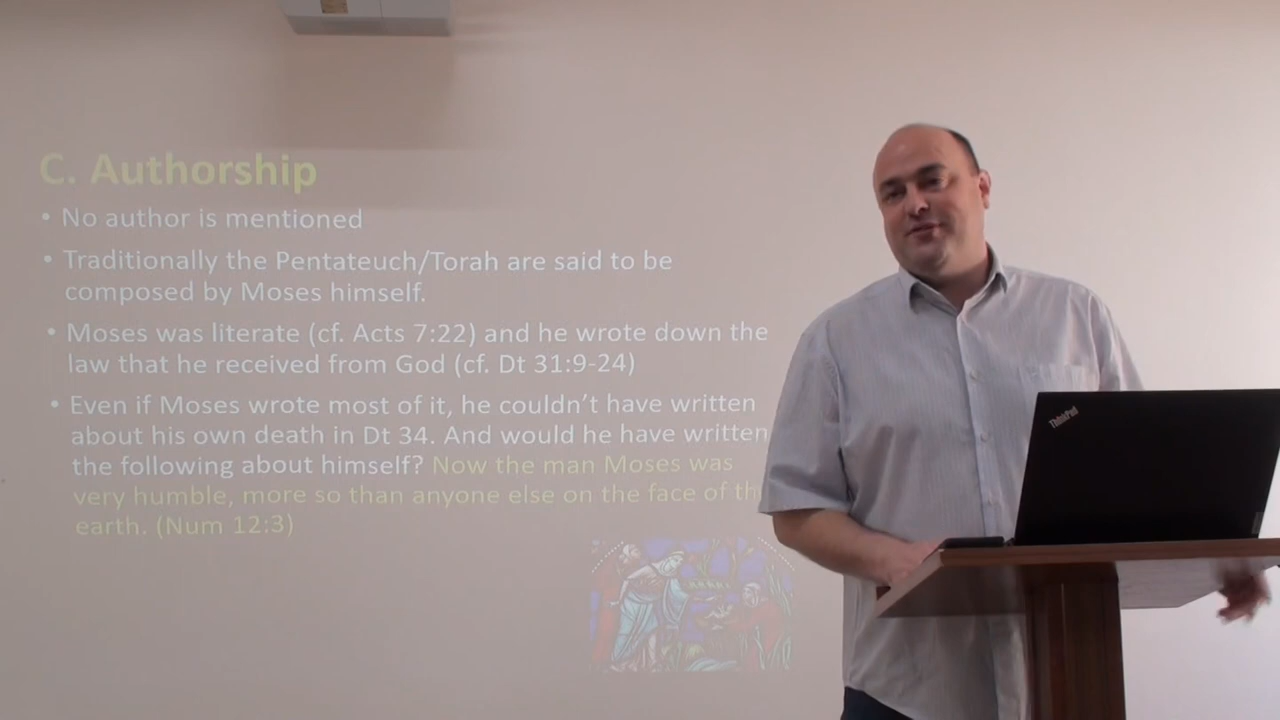 C. Authorship
• No author is mentioned
• Traditionally the Pentateuch/Torah are said to be
composed by Moses himself.
• Moses was literate (cf. Acts 7:22) and he wrote down the
law that he received from God (cf. Dt 31:9-24)
• Even if Moses wrote most of it, he couldn't have written
about his own death in Dt 34. And would he have written
the following about himself? Now the man Moses was
very humble, more so than anyone else on the face of the
earth. (Num 12:3)
ThinkPad